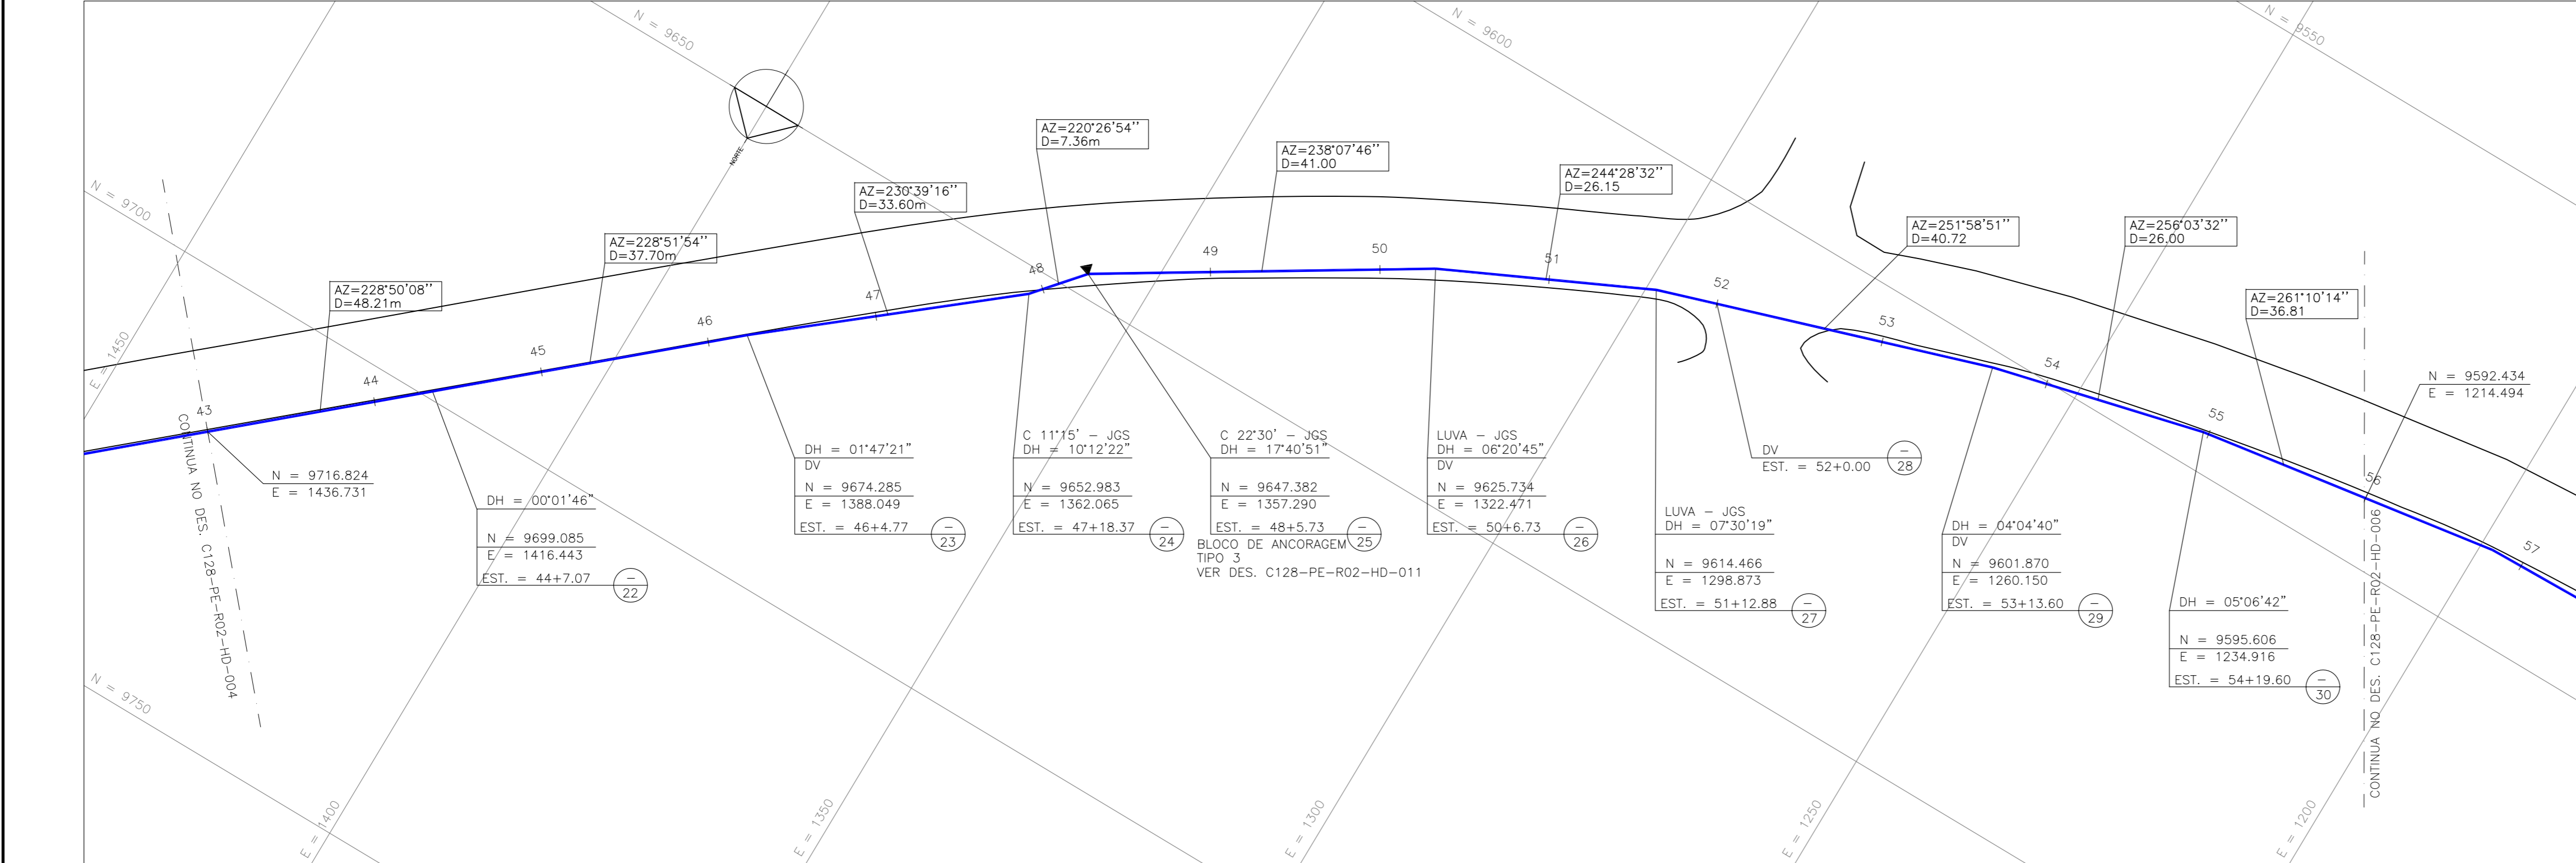 N = 9650
N = 9600
N = 9550
N = 9700
N = 9750
E = 1450
E = 1400
E = 1350
E = 1300
E = 1250
E = 1200
NORTE
AZ=228°50'08''
D=48.21m
AZ=228°51'54''
D=37.70m
AZ=230°39'16''
D=33.60m
AZ=220°26'54''
D=7.36m
AZ=238°07'46''
D=41.00
AZ=244°28'32''
D=26.15
AZ=251°58'51''
D=40.72
AZ=256°03'32''
D=26.00
AZ=261°10'14''
D=36.81
43
44
45
46
47
48
49
50
51
52
53
54
55
56
57
CONTINUA NO DES. C128-PE-R02-HD-004
N = 9716.824
E = 1436.731
DH = 00°01'46"
N = 9699.085
E = 1416.443
EST. = 44+7.07
-
22
DH = 01°47'21"
DV
N = 9674.285
E = 1388.049
EST. = 46+4.77
-
23
C 11°15' - JGS
DH = 10°12'22"
N = 9652.983
E = 1362.065
EST. = 47+18.37
-
24
C 22°30' - JGS
DH = 17°40'51"
N = 9647.382
E = 1357.290
EST. = 48+5.73
-
25
BLOCO DE ANCORAGEM
TIPO 3
VER DES. C128-PE-R02-HD-011
LUVA - JGS
DH = 06°20'45"
DV
N = 9625.734
E = 1322.471
EST. = 50+6.73
-
26
LUVA - JGS
DH = 07°30'19"
N = 9614.466
E = 1298.873
EST. = 51+12.88
-
27
DV
EST. = 52+0.00
-
28
DH = 04°04'40"
DV
N = 9601.870
E = 1260.150
EST. = 53+13.60
-
29
DH = 05°06'42"
N = 9595.606
E = 1234.916
EST. = 54+19.60
-
30
N = 9592.434
E = 1214.494
CONTINUA NO DES. C128-PE-R02-HD-006